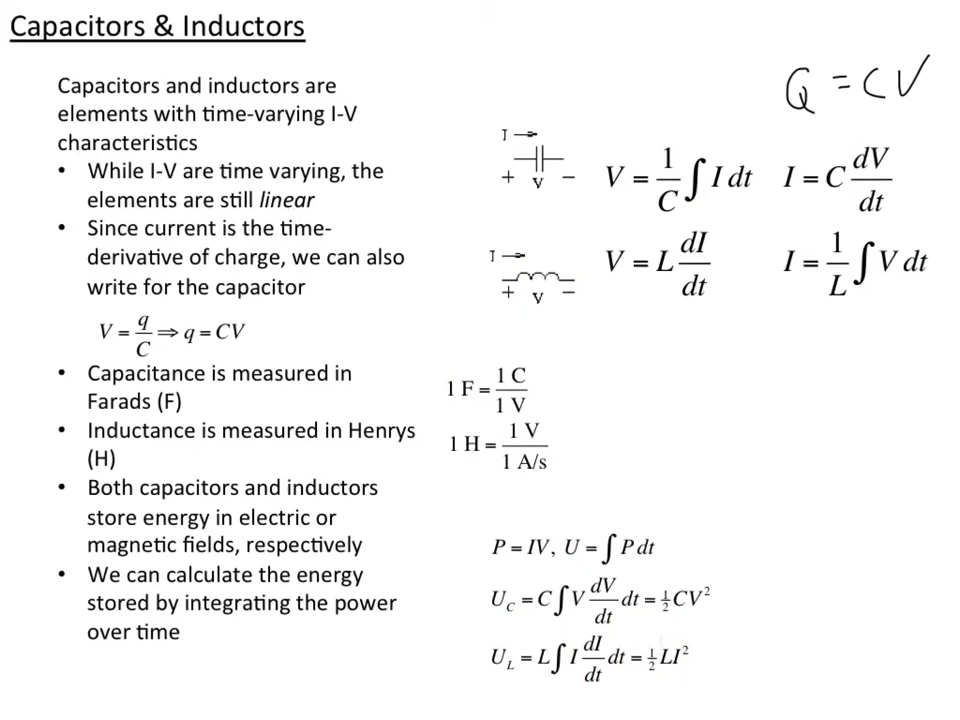 Capacitors & Inductors
Q = CV
Capacitors and inductors are
elements with time-varying I-V
characteristics
• While I-V are time varying, the
elements are still linear
• Since current is the time-
derivative of charge, we can also
write for the capacitor
V = q/C ⇒ q = CV
• Capacitance is measured in
Farads (F)
• Inductance is measured in Henrys
(H)
• Both capacitors and inductors
store energy in electric or
magnetic fields, respectively
• We can calculate the energy
stored by integrating the power
over time
I →
+ V −
V = 1/C ∫ I dt I = C dV/dt
I →
+ V −
V = L dI/dt I = 1/L ∫ V dt
1 F = 1 C/1 V
1 H = 1 V/1 A/s
P = IV, U = ∫ P dt
U_C = C ∫ V dV/dt dt = ½ CV²
U_L = L ∫ I dI/dt dt = ½ LI²